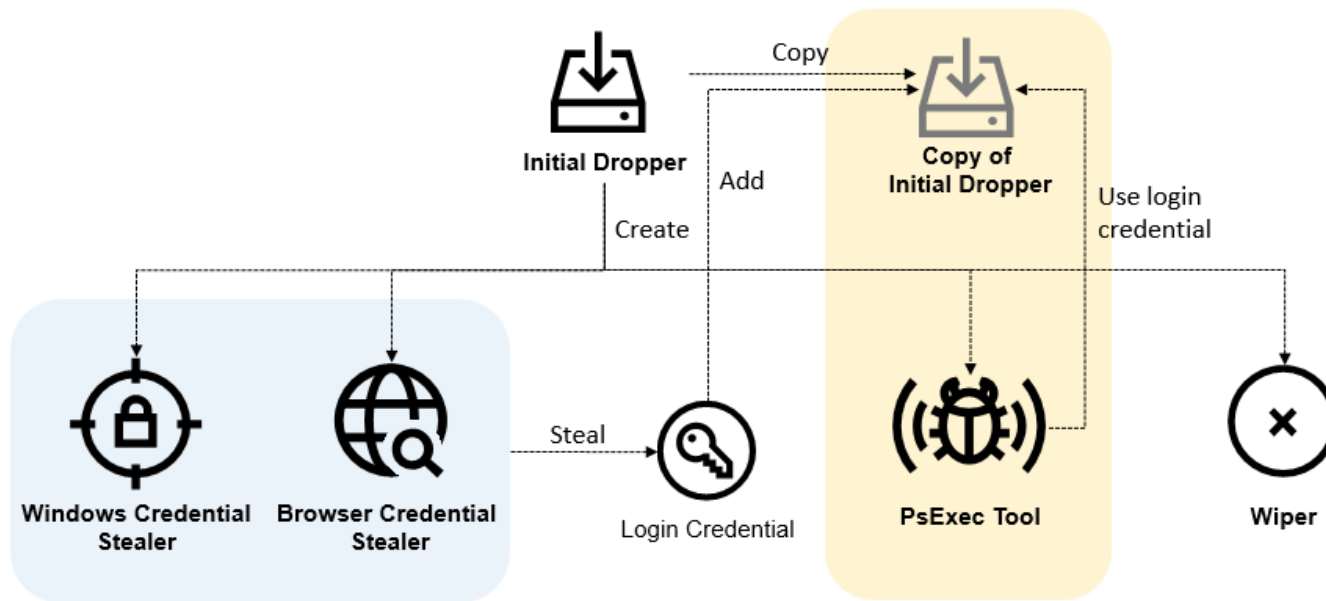 Copy
Initial Dropper
Copy of
Initial Dropper
Add
Use login
credential
Create
Steal
Windows Credential
Stealer
Browser Credential
Stealer
Login Credential
PsExec Tool
Wiper